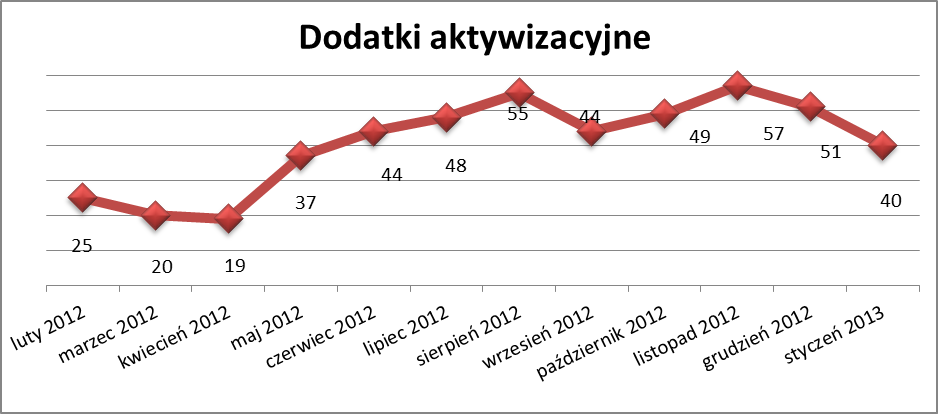 Dodatki aktywizacyjne
25
20
19
37
44
48
55
44
49
57
51
40
luty 2012
marzec 2012
kwiecień 2012
maj 2012
czerwiec 2012
lipiec 2012
sierpień 2012
wrzesień 2012
październik 2012
listopad 2012
grudzień 2012
styczeń 2013